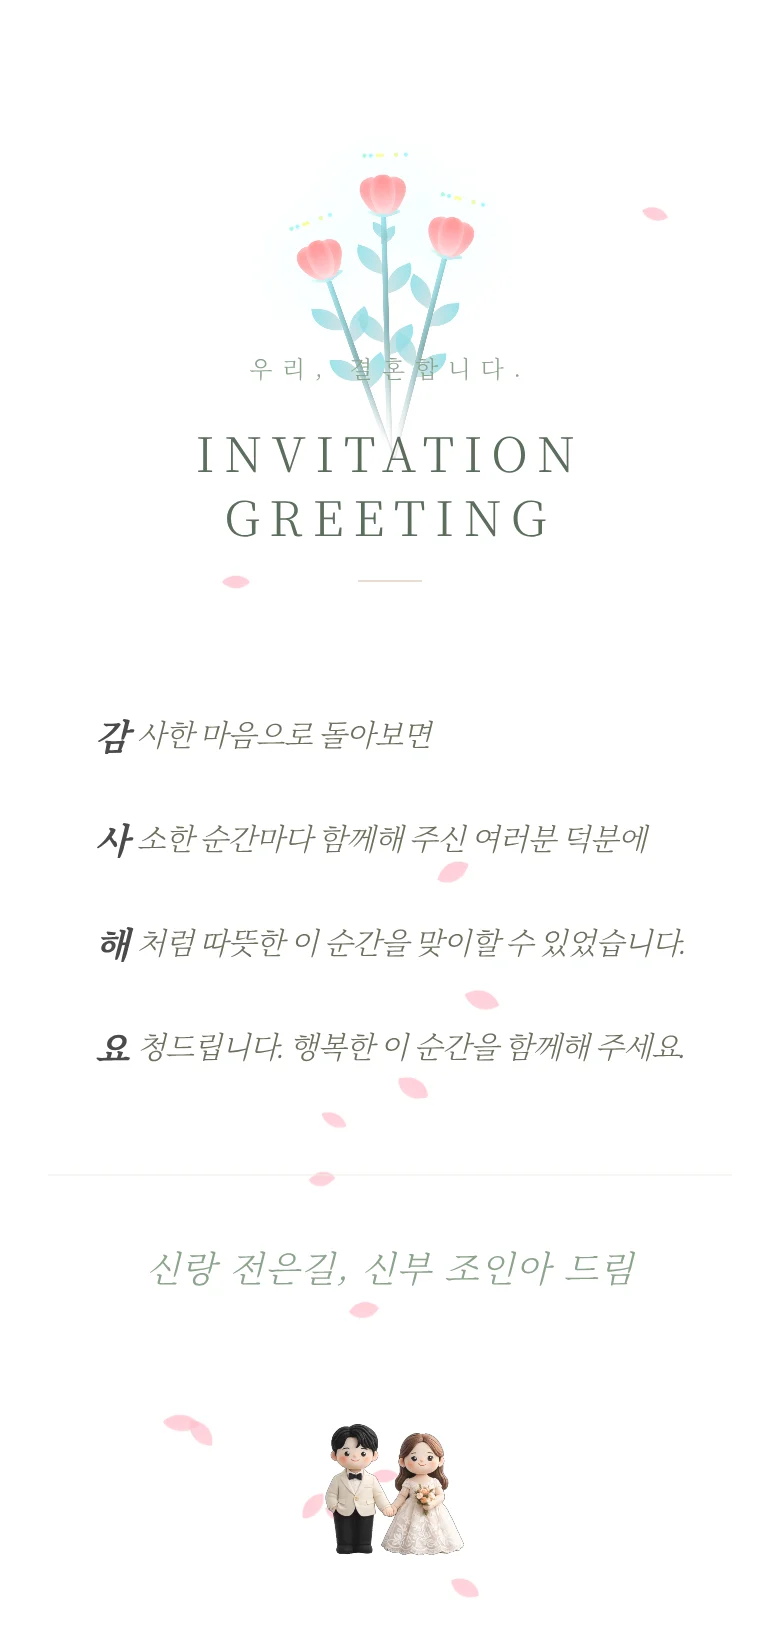 우리, 결혼합니다.
INVITATION
GREETING
감 사한 마음으로 돌아보면
사 소한 순간마다 함께해 주신 여러분 덕분에
해 처럼 따뜻한 이 순간을 맞이할 수 있었습니다.
요 청드립니다. 행복한 이 순간을 함께해 주세요.
신랑 전은길, 신부 조인아 드림